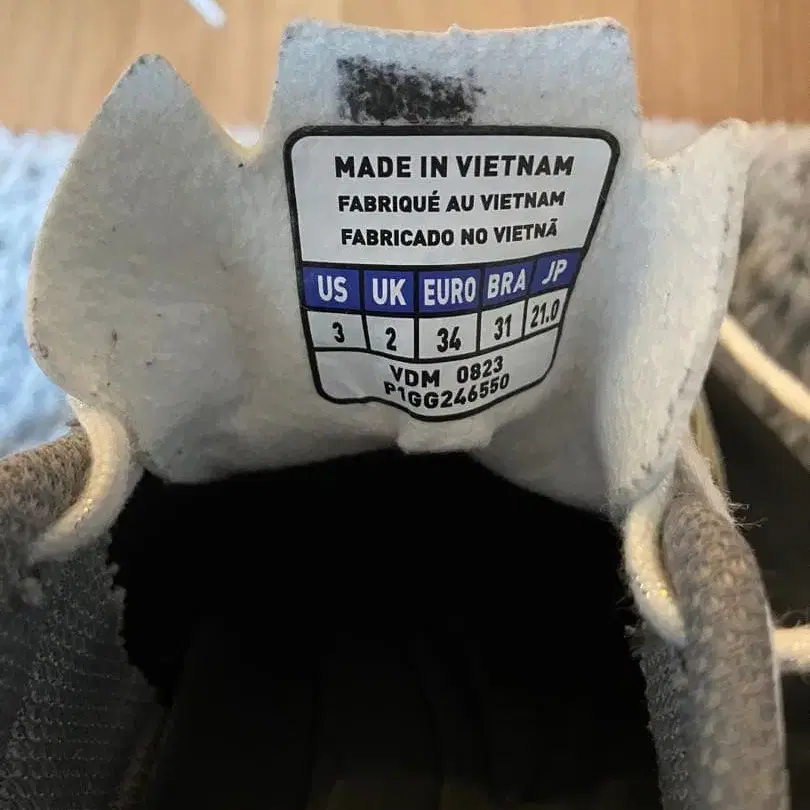 MADE IN VIETNAM
FABRIQUÉ AU VIETNAM
FABRICADO NO VIETNÃ
US UK EURO BRA JP
3 2 34 31 21.0
VDM 0823
P1GG246550